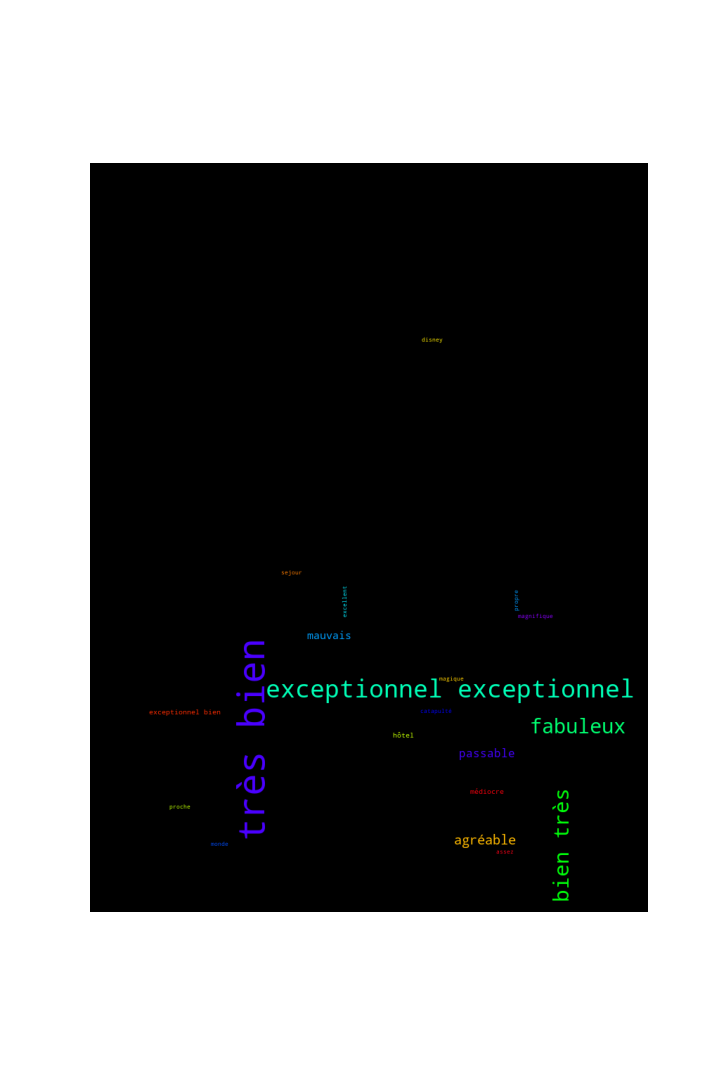 disney
sejour
excellent
propre
magnifique
mauvais
très bien
magique
exceptionnel exceptionnel
exceptionnel bien
fabuleux
hôtel
passable
médiocre
bien très
proche
agréable
monde
assez